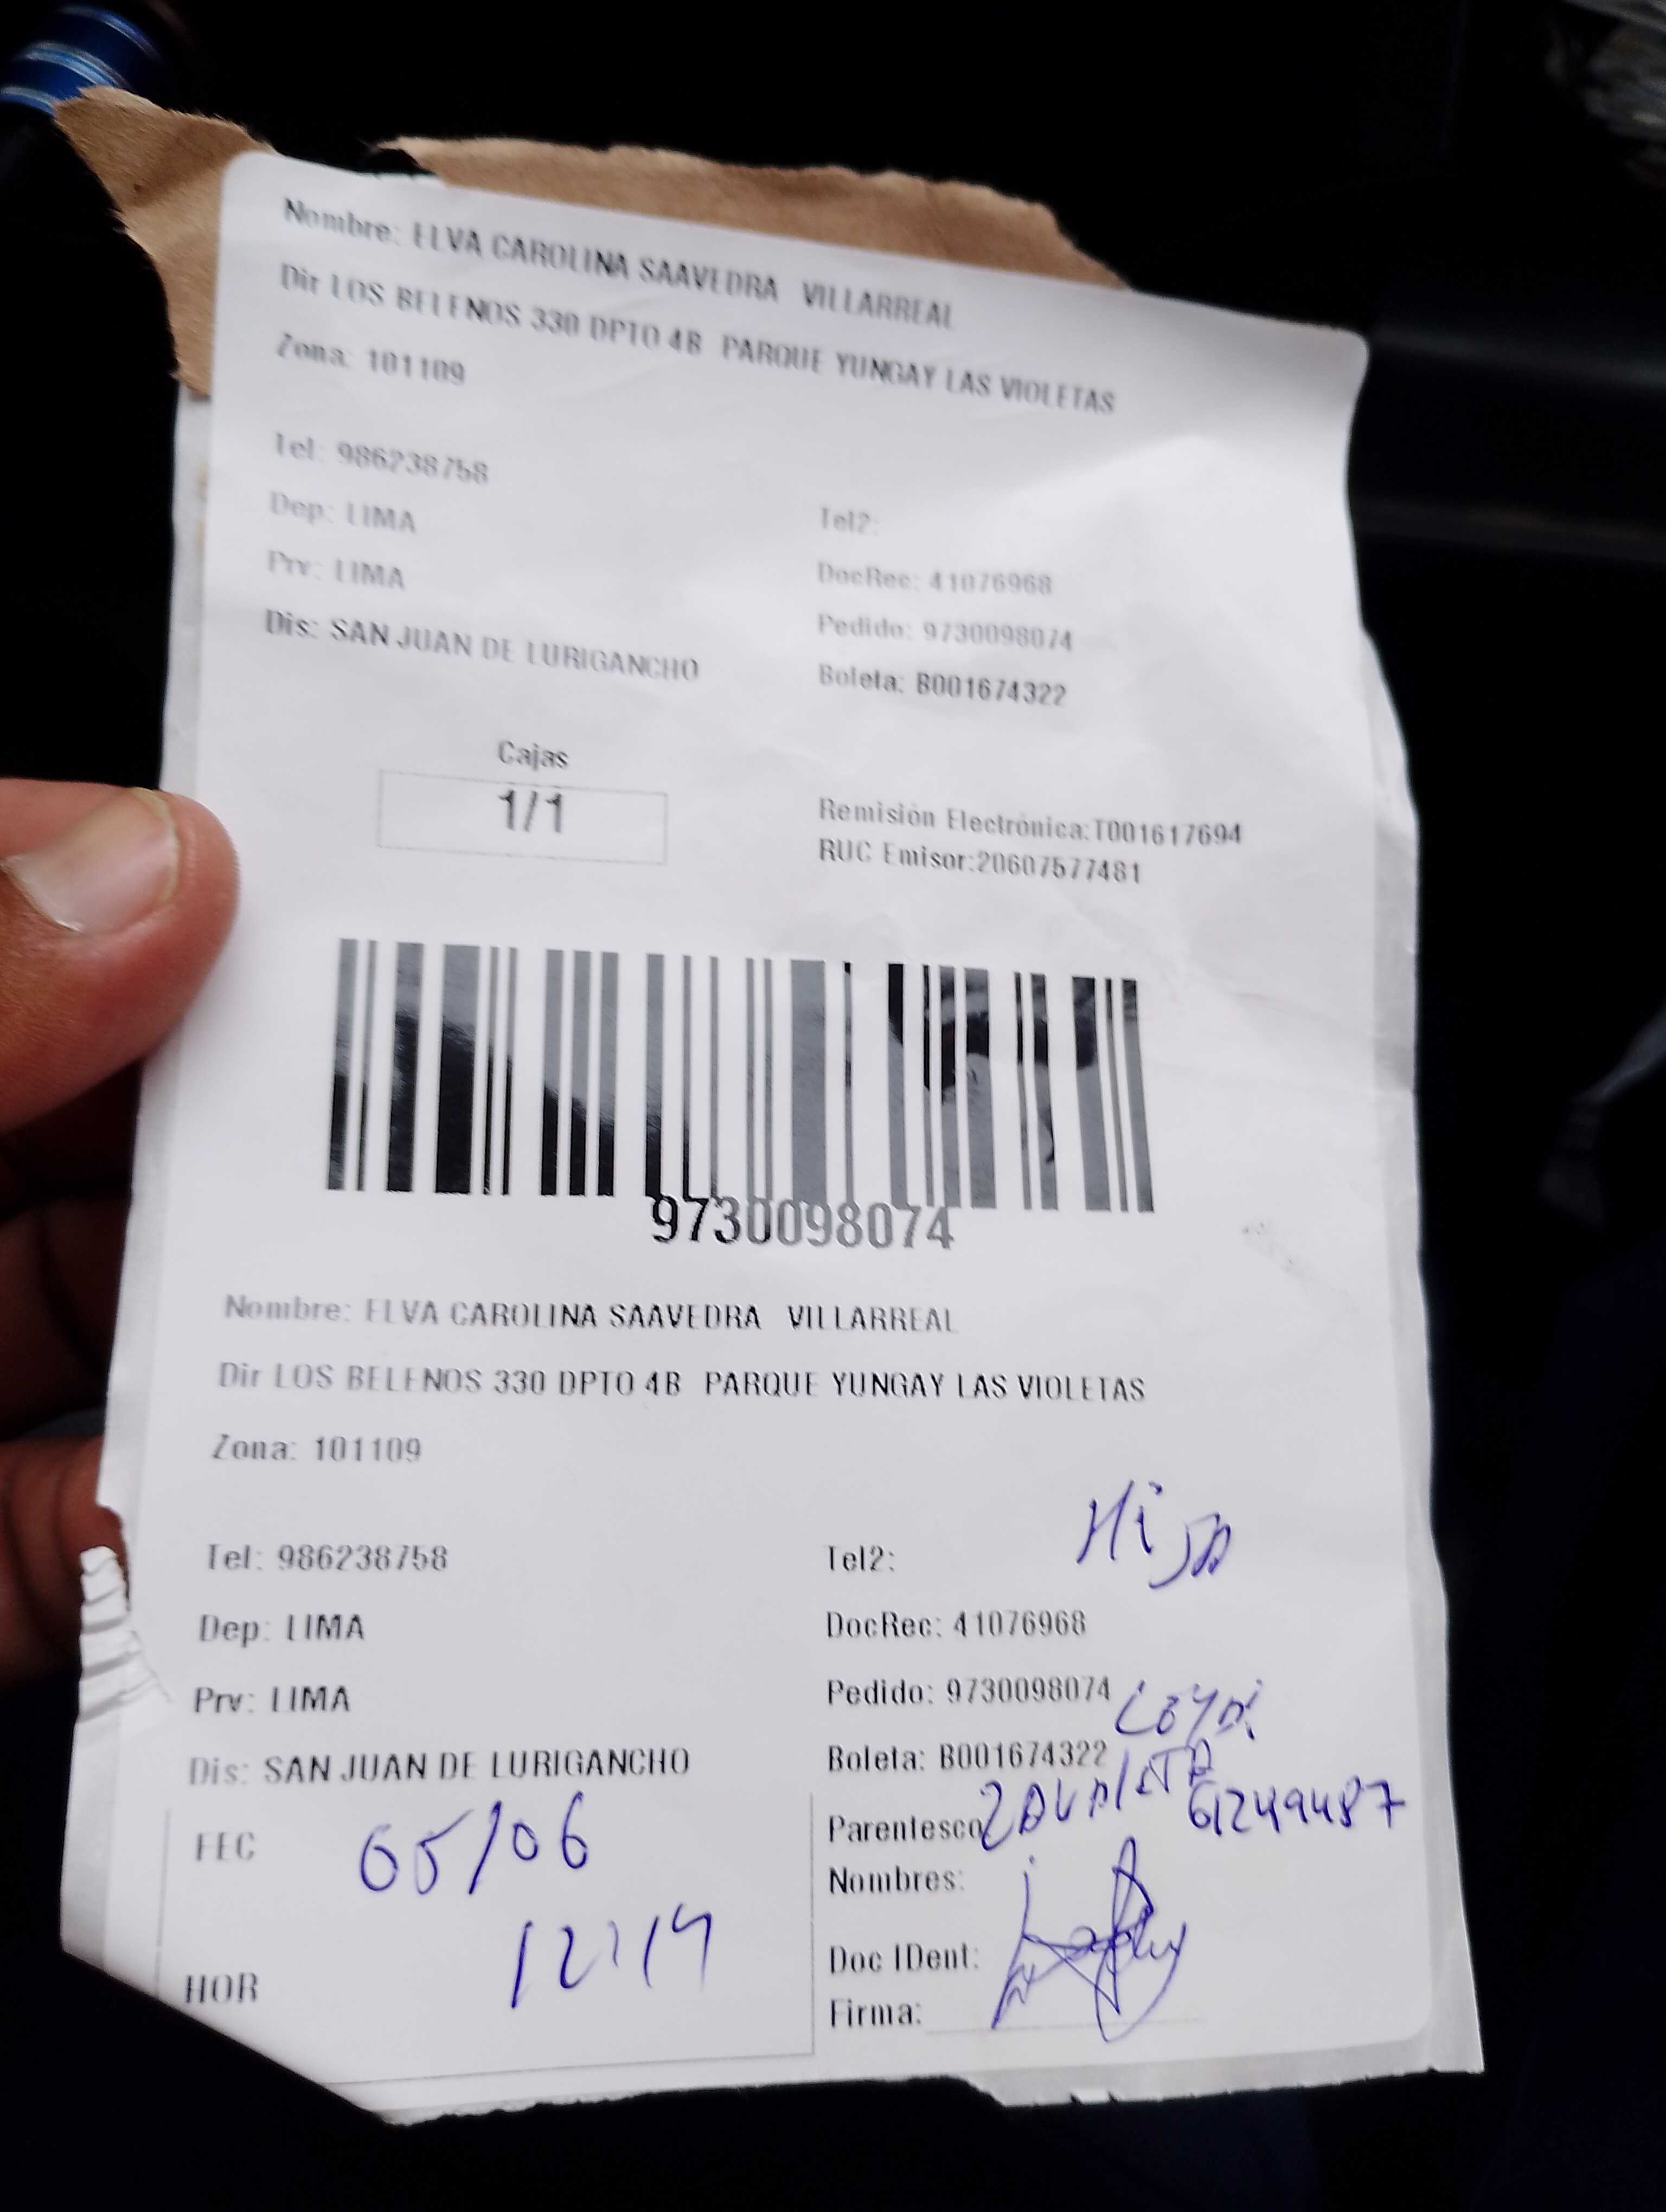 Nombre: ELVA CAROLINA SAAVEDRA VILLARREAL
Dir LOS BELENOS 330 DPTO 4B PARQUE YUNGAY LAS VIOLETAS
Zona: 101109
Tel: 986238758
Tel2:
Dep: LIMA
DocRec: 41076968
Prv: LIMA
Pedido: 9730098074
Dis: SAN JUAN DE LURIGANCHO
Boleta: B001674322
Cajas
1/1
Remisión Electrónica:T001617694
RUC Emisor:20607577481
9730098074
Nombre: ELVA CAROLINA SAAVEDRA VILLARREAL
Dir LOS BELENOS 330 DPTO 4B PARQUE YUNGAY LAS VIOLETAS
Zona: 101109
Hija
Tel: 986238758
Tel2:
Dep: LIMA
DocRec: 41076968
Prv: LIMA
Pedido: 9730098074
Dis: SAN JUAN DE LURIGANCHO
Boleta: B001674322
Parentesco
61249487
FEC 05/06
Nombres:
HOR 12:14
Doc IDent:
Firma: